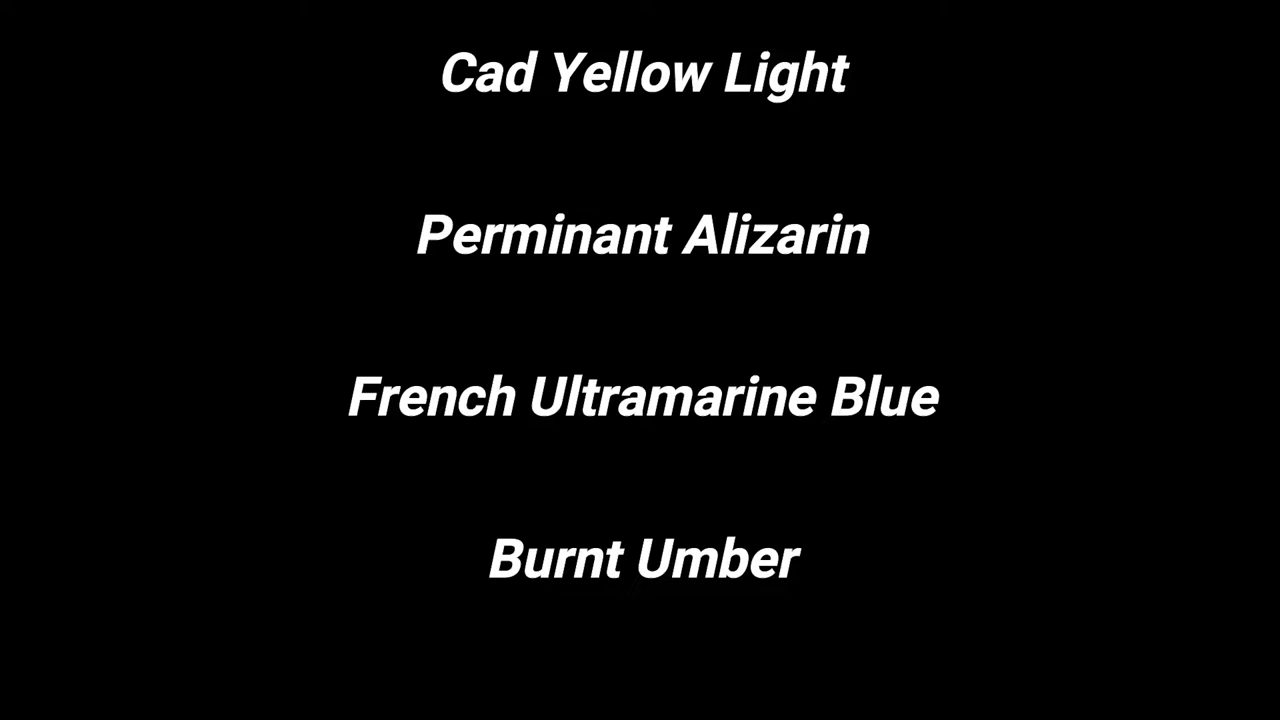 Cad Yellow Light
Perminant Alizarin
French Ultramarine Blue
Burnt Umber